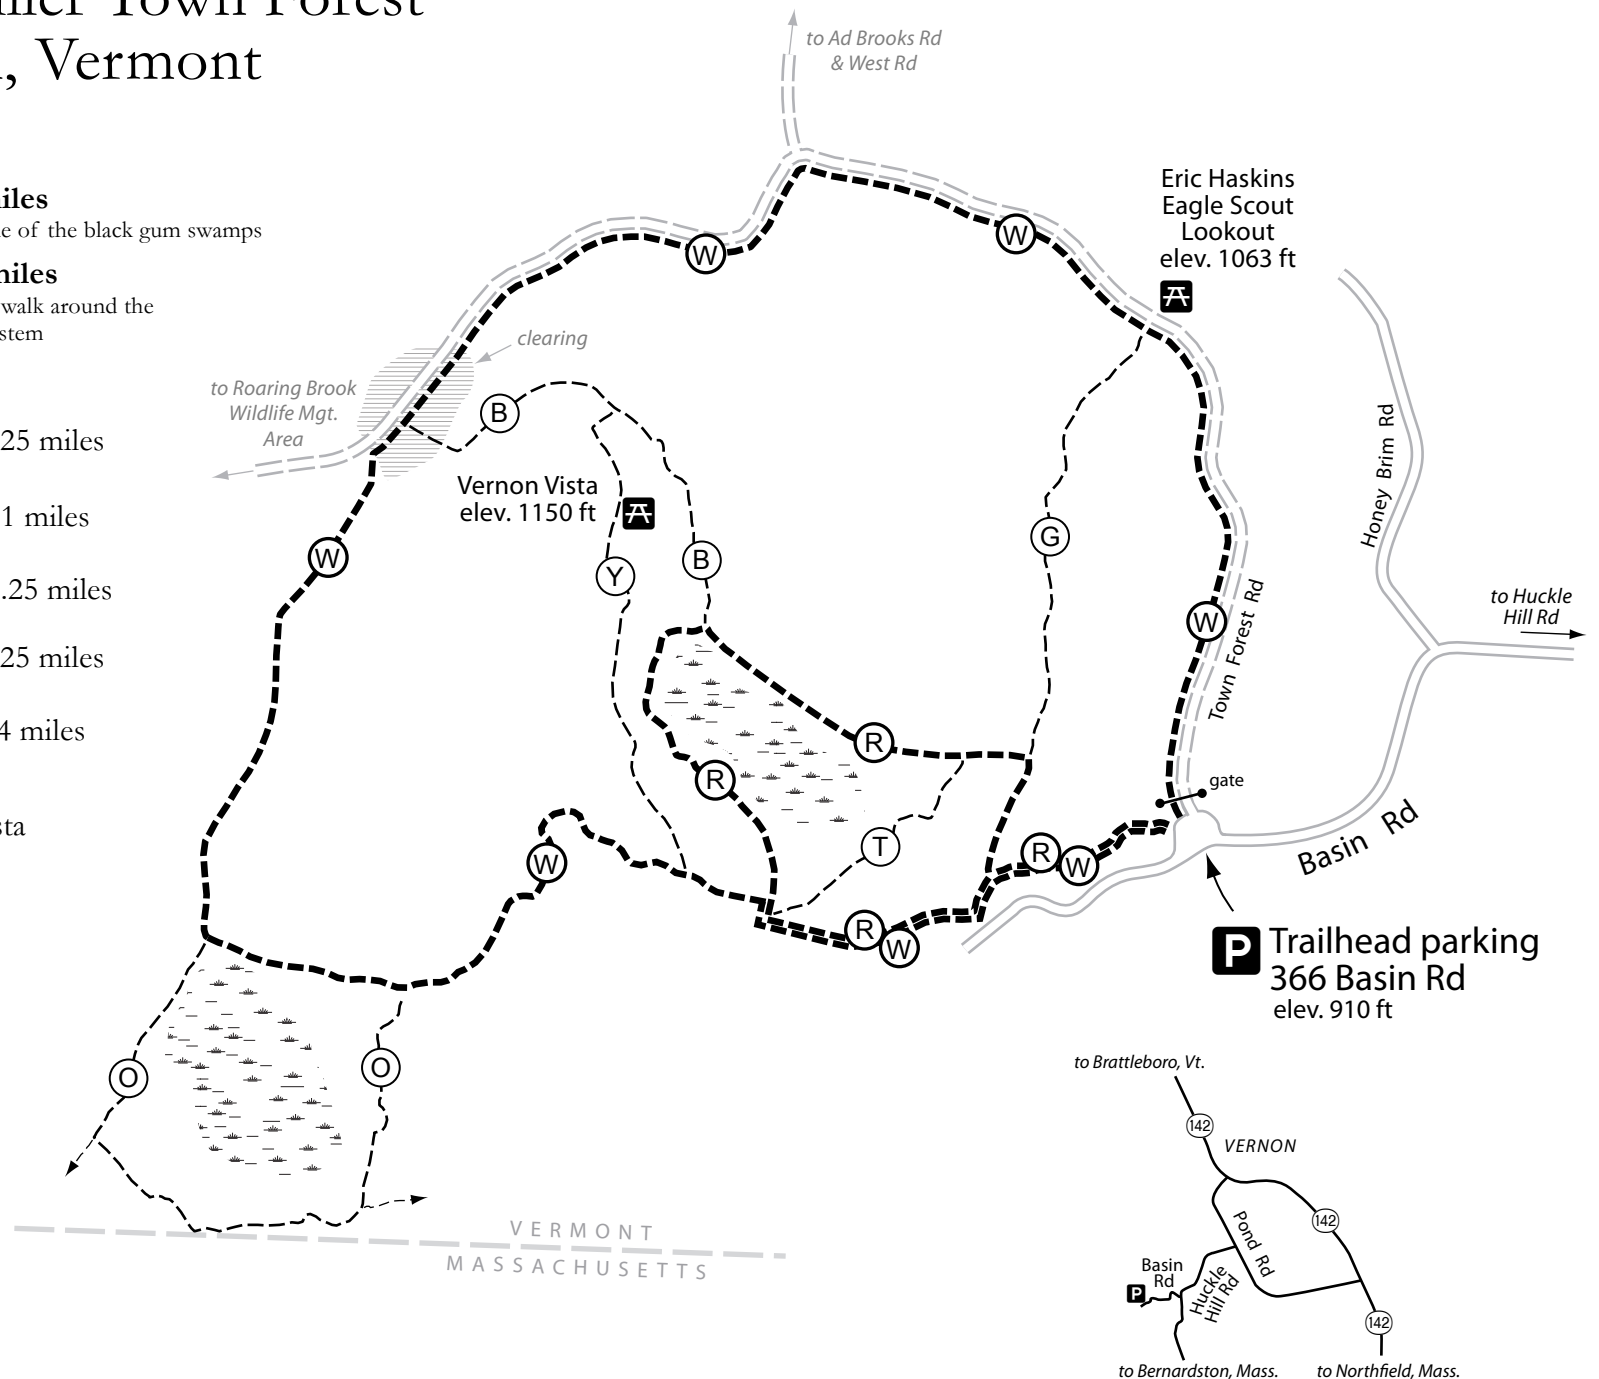 Town Forest
, Vermont
e of the black gum swamps
walk around the
25 miles
1 miles
.25 miles
25 miles
4 miles
to Ad Brooks Rd
& West Rd
Eric Haskins
Eagle Scout
Lookout
elev. 1063 ft
W
W
clearing
to Roaring Brook
Wildlife Mgt.
Area
B
Vernon Vista
elev. 1150 ft
W
Y
B
G
Honey Brim Rd
to Huckle
Hill Rd
W
Town Forest Rd
R
R
gate
T
R
W
Basin Rd
W
R
W
P
Trailhead parking
366 Basin Rd
elev. 910 ft
O
O
VERMONT
MASSACHUSETTS
to Brattleboro, Vt.
142
VERNON
142
Pond Rd
Basin
Rd
P
Huckle
Hill Rd
142
to Bernardston, Mass.
to Northfield, Mass.